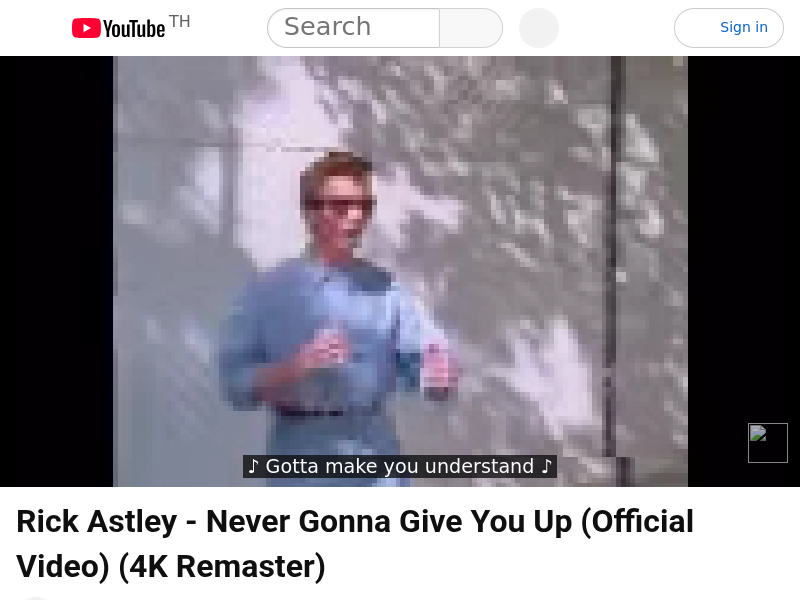 YouTube TH
Search
Sign in
♪ Gotta make you understand ♪
Rick Astley - Never Gonna Give You Up (Official
Video) (4K Remaster)